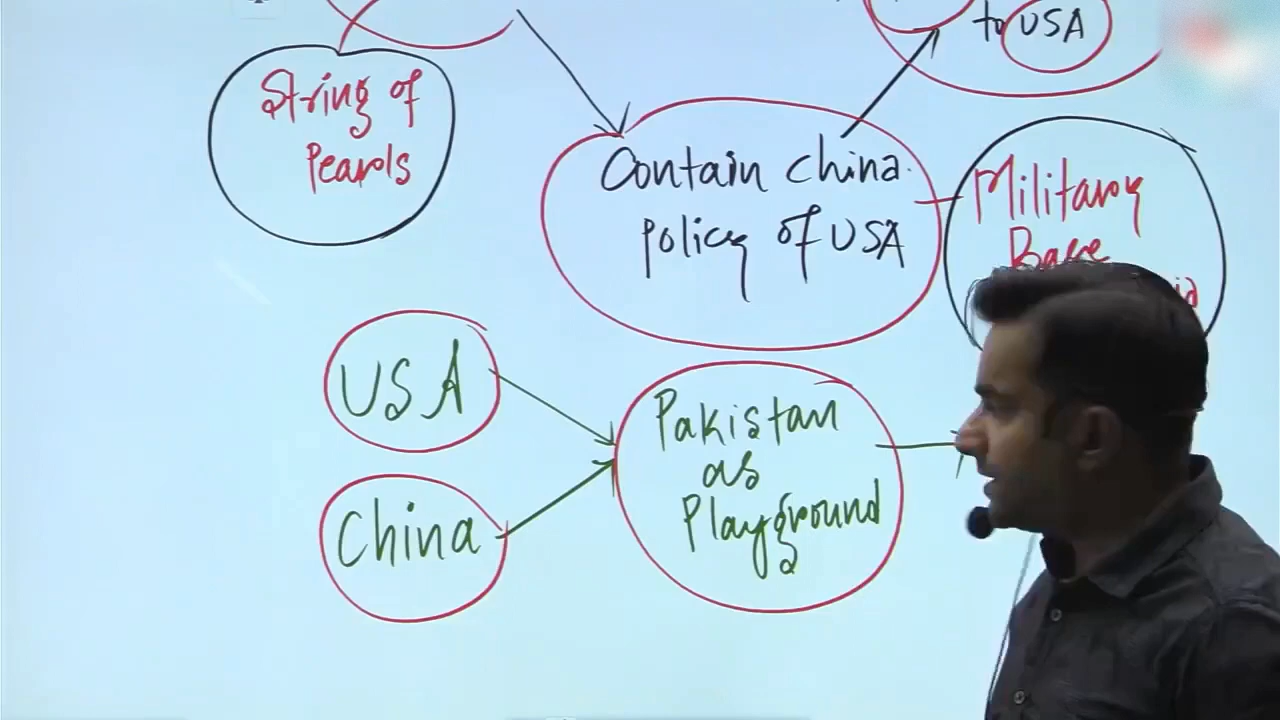 to USA
String of
Pearls
Contain China
Policy of USA
Military
Base
USA
China
Pakistan
as
Playground